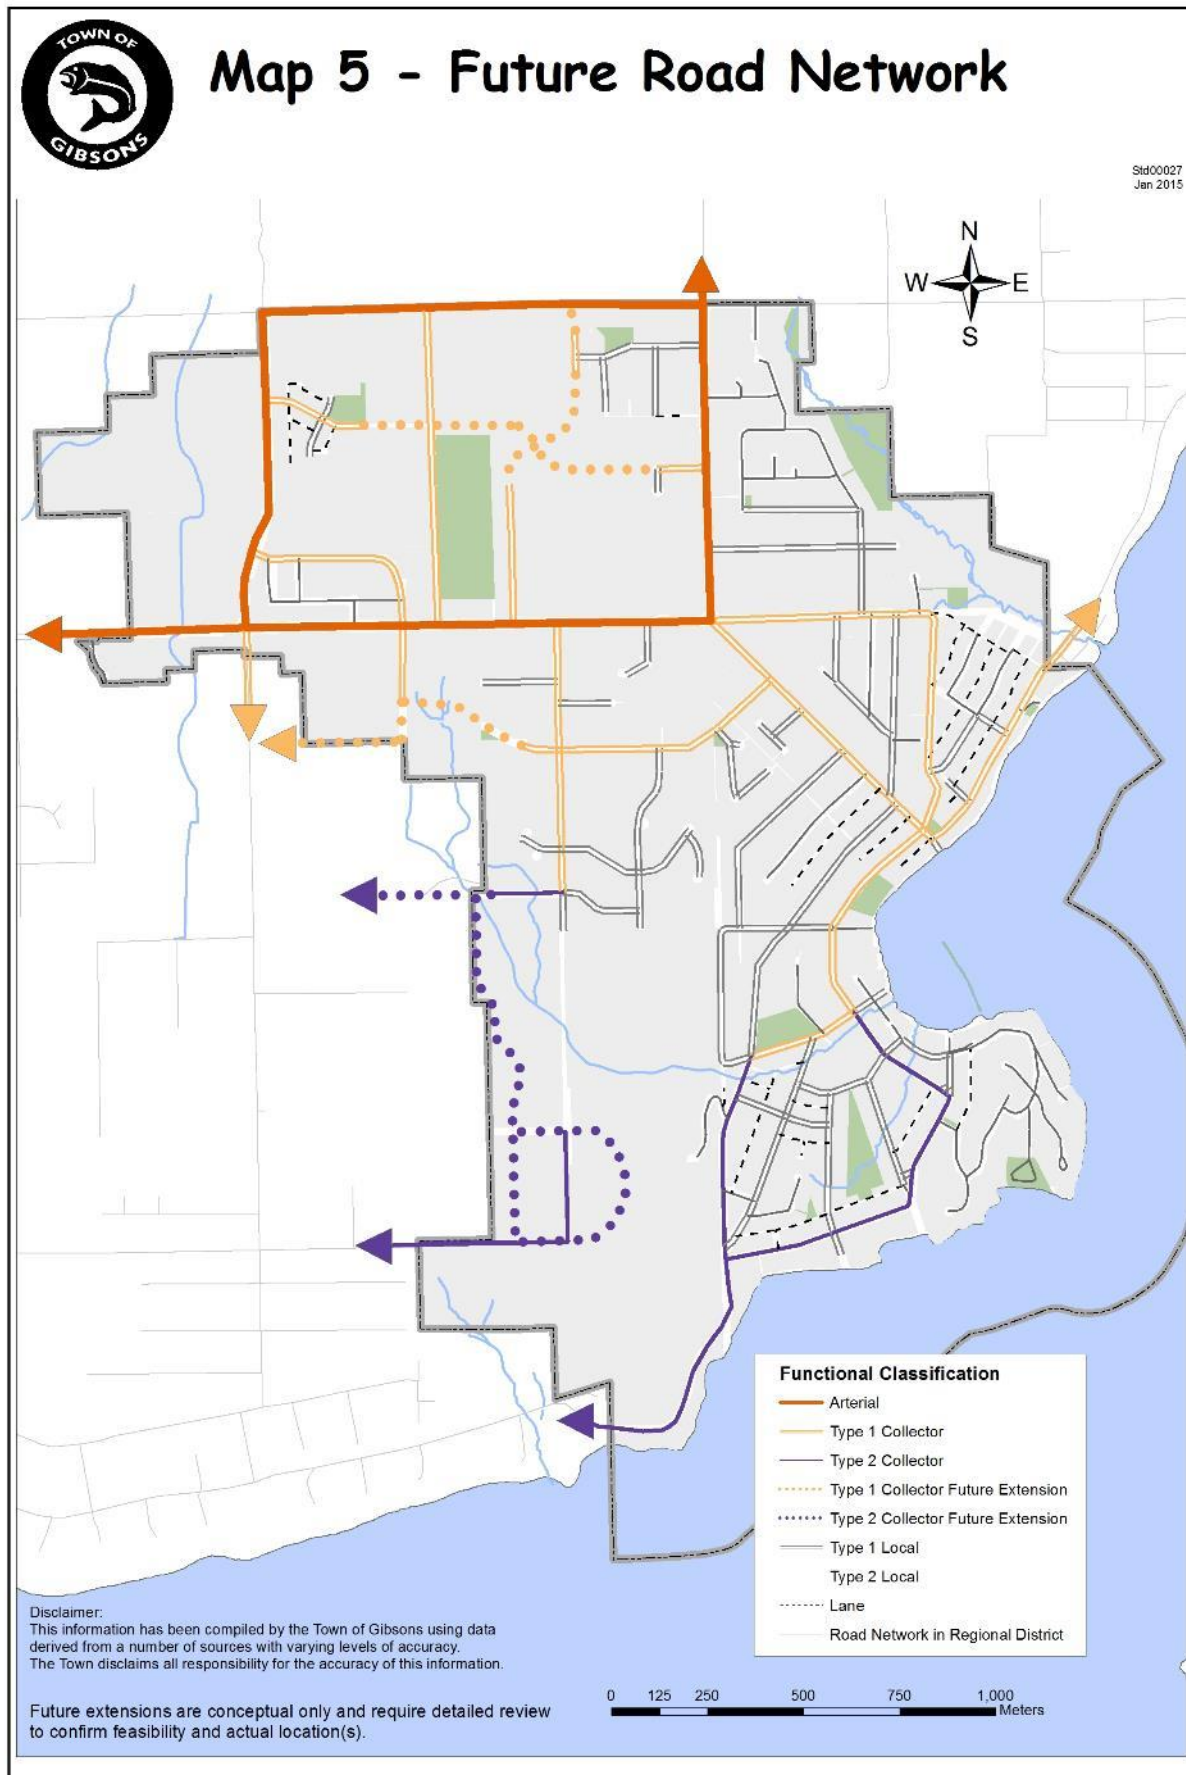 TOWN OF
GIBSONS
Map 5 - Future Road Network
Std00027
Jan 2015
N
W
E
S
Functional Classification
Arterial
Type 1 Collector
Type 2 Collector
Type 1 Collector Future Extension
Type 2 Collector Future Extension
Type 1 Local
Type 2 Local
Lane
Road Network in Regional District
Disclaimer:
This information has been compiled by the Town of Gibsons using data
derived from a number of sources with varying levels of accuracy.
The Town disclaims all responsibility for the accuracy of this information.
Future extensions are conceptual only and require detailed review
to confirm feasibility and actual location(s).
0 125 250 500 750 1,000
Meters